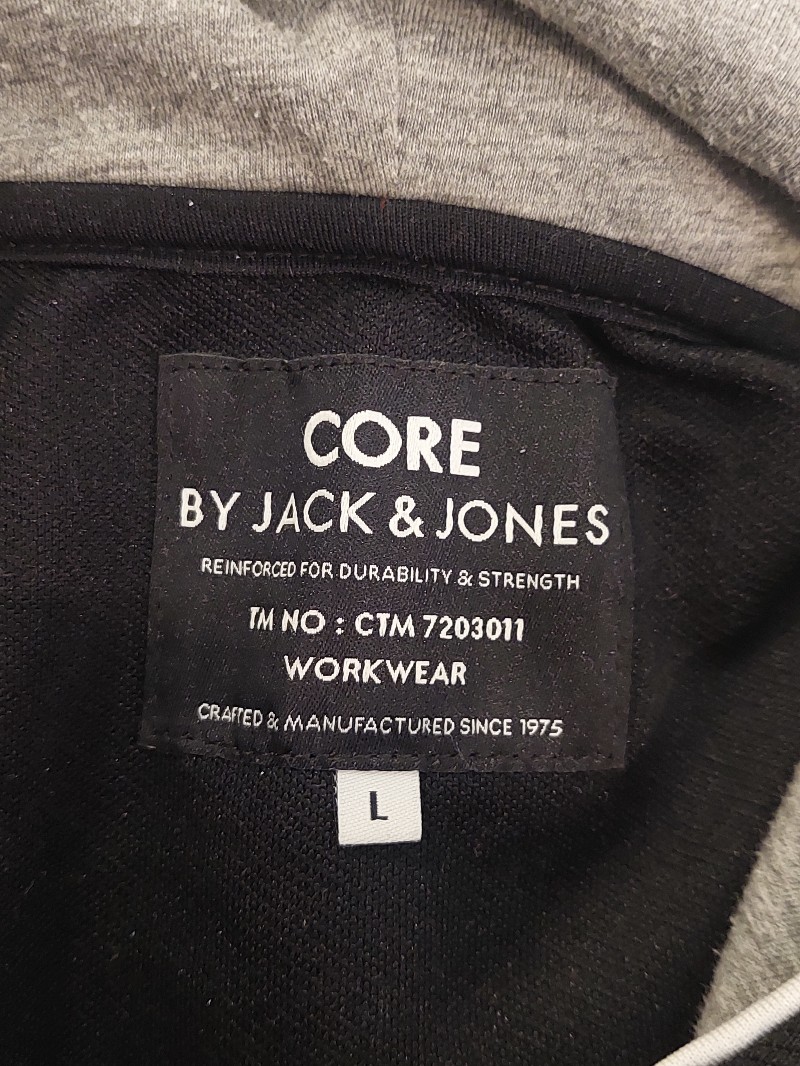 CORE
BY JACK & JONES
REINFORCED FOR DURABILITY & STRENGTH
TM NO : CTM 7203011
WORKWEAR
CRAFTED & MANUFACTURED SINCE 1975
L